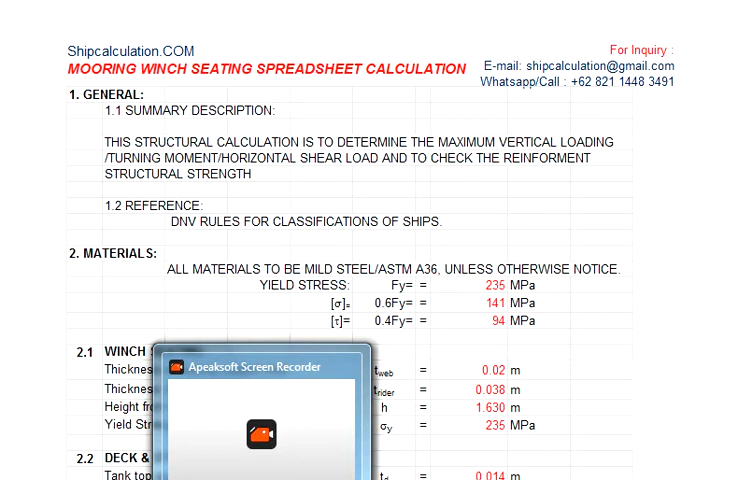 Shipcalculation.COM
For Inquiry :
MOORING WINCH SEATING SPREADSHEET CALCULATION
E-mail: shipcalculation@gmail.com
Whatsapp/Call : +62 821 1448 3491
1. GENERAL:
1.1 SUMMARY DESCRIPTION:
THIS STRUCTURAL CALCULATION IS TO DETERMINE THE MAXIMUM VERTICAL LOADING
/TURNING MOMENT/HORIZONTAL SHEAR LOAD AND TO CHECK THE REINFORMENT
STRUCTURAL STRENGTH
1.2 REFERENCE:
DNV RULES FOR CLASSIFICATIONS OF SHIPS.
2. MATERIALS:
ALL MATERIALS TO BE MILD STEEL/ASTM A36, UNLESS OTHERWISE NOTICE.
YIELD STRESS: Fy= = 235 MPa
[σ]= 0.6Fy= = 141 MPa
[τ]= 0.4Fy= = 94 MPa
2.1 WINCH
Apeaksoft Screen Recorder
Thicknes tweb = 0.02 m
Thicknes trider = 0.038 m
Height h = 1.630 m
Yield σy = 235 MPa
2.2 DECK &
Tank top td = 0.014 m